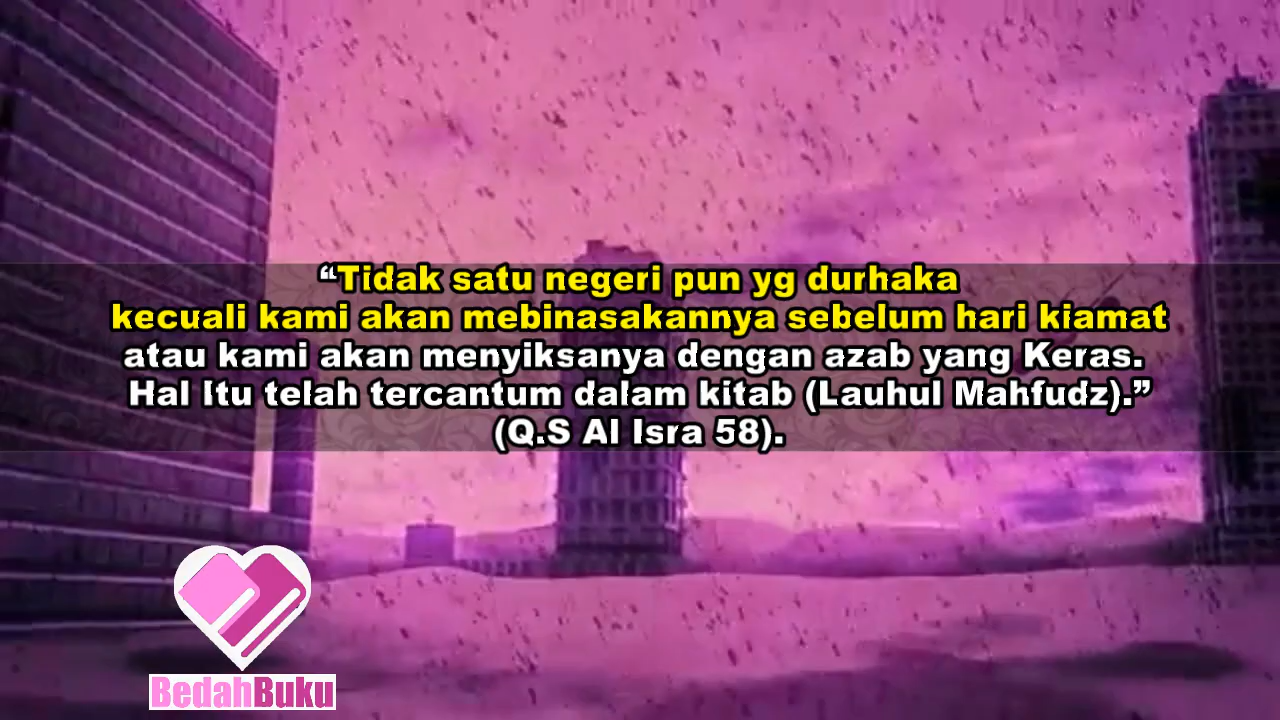 “Tidak satu negeri pun yg durhaka
kecuali kami akan mebinasakannya sebelum hari kiamat
atau kami akan menyiksanya dengan azab yang Keras.
Hal Itu telah tercantum dalam kitab (Lauhul Mahfudz).”
(Q.S Al Isra 58).
BedahBuku